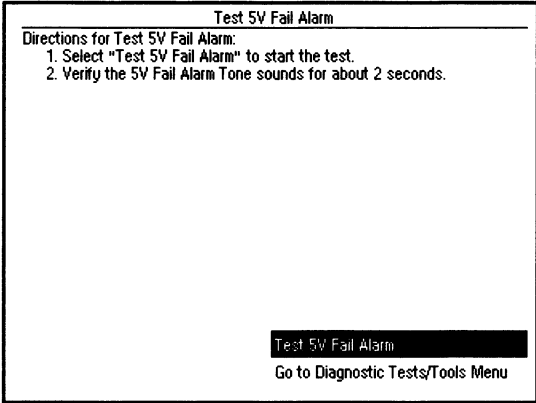 Test 5V Fail Alarm
Directions for Test 5V Fail Alarm:
1. Select "Test 5V Fail Alarm" to start the test.
2. Verify the 5V Fail Alarm Tone sounds for about 2 seconds.
Test 5V Fail Alarm
Go to Diagnostic Tests/Tools Menu